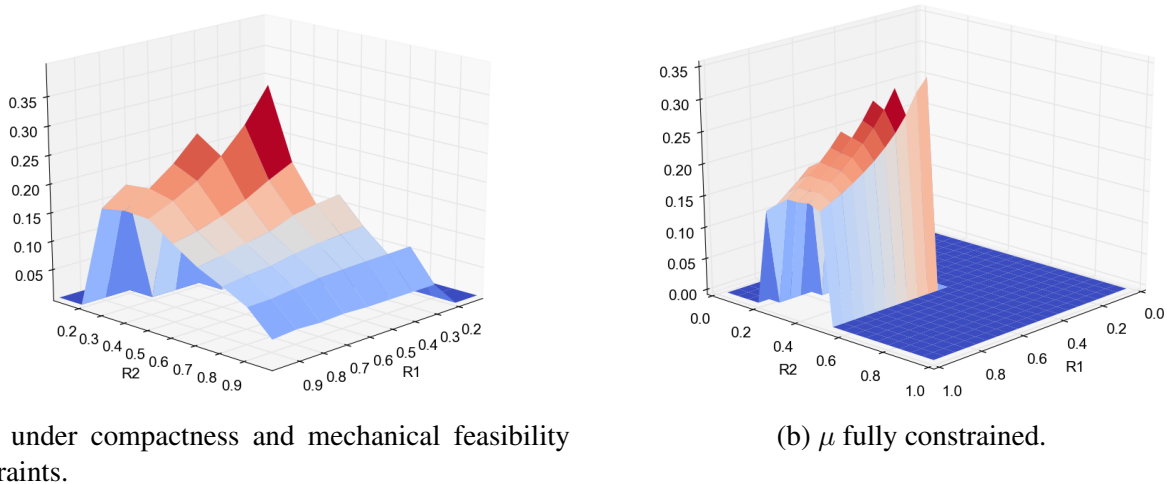 0.35
0.30
0.25
0.20
0.15
0.10
0.05
0.2 0.3 0.4 0.5 0.6 0.7 0.8 0.9
R2
0.9 0.8 0.7 0.6 0.5 0.4 0.3 0.2
R1
under compactness and mechanical feasibility
raints.
0.35
0.30
0.25
0.20
0.15
0.10
0.05
0.00
0.0 0.2 0.4 0.6 0.8 1.0
R2
1.0 0.8 0.6 0.4 0.2 0.0
R1
(b) μ fully constrained.